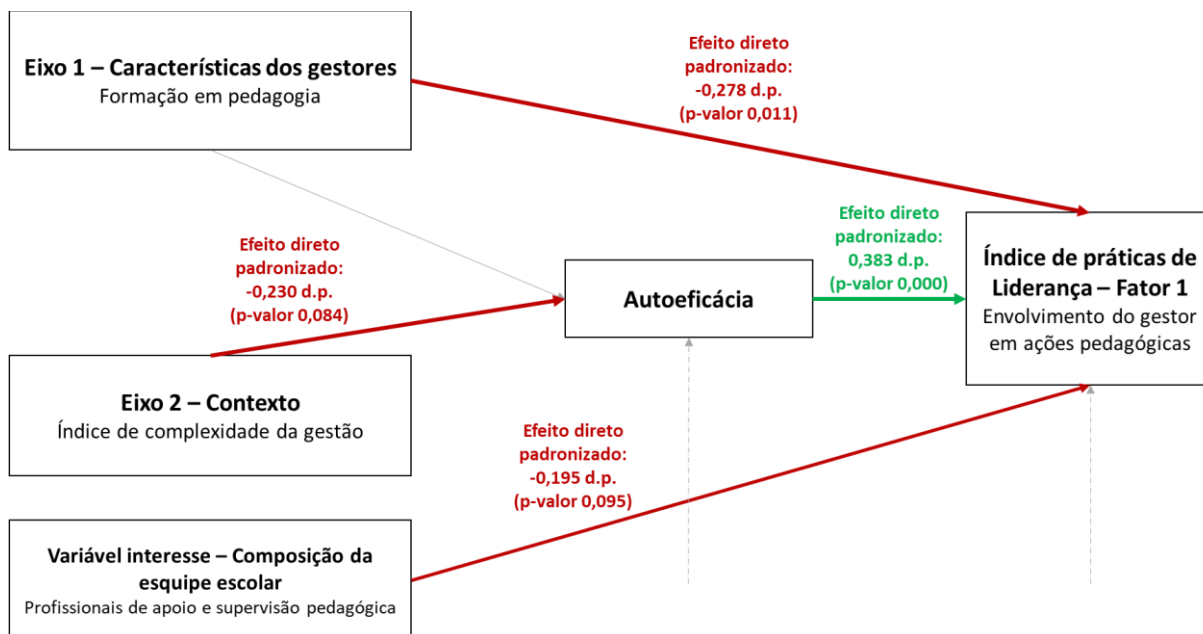 Eixo 1 – Características dos gestores
Formação em pedagogia
Efeito direto
padronizado:
-0,278 d.p.
(p-valor 0,011)
Efeito direto
padronizado:
-0,230 d.p.
(p-valor 0,084)
Autoeficácia
Efeito direto
padronizado:
0,383 d.p.
(p-valor 0,000)
Índice de práticas de
Liderança – Fator 1
Envolvimento do gestor
em ações pedagógicas
Eixo 2 – Contexto
Índice de complexidade da gestão
Efeito direto
padronizado:
-0,195 d.p.
(p-valor 0,095)
Variável interesse – Composição da
esquipe escolar
Profissionais de apoio e supervisão pedagógica